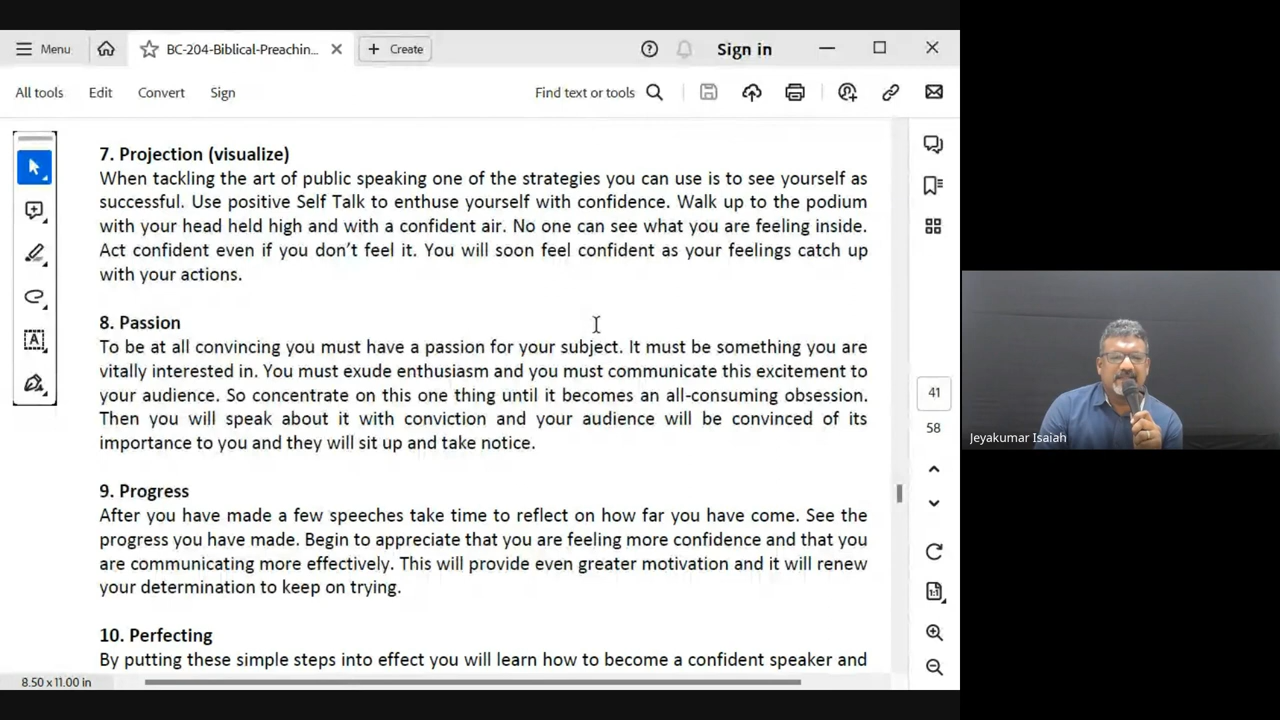 Menu
BC-204-Biblical-Preachin...
Create
Sign in
All tools
Edit
Convert
Sign
Find text or tools
7. Projection (visualize)
When tackling the art of public speaking one of the strategies you can use is to see yourself as
successful. Use positive Self Talk to enthuse yourself with confidence. Walk up to the podium
with your head held high and with a confident air. No one can see what you are feeling inside.
Act confident even if you don’t feel it. You will soon feel confident as your feelings catch up
with your actions.
8. Passion
To be at all convincing you must have a passion for your subject. It must be something you are
vitally interested in. You must exude enthusiasm and you must communicate this excitement to
your audience. So concentrate on this one thing until it becomes an all-consuming obsession.
Then you will speak about it with conviction and your audience will be convinced of its
importance to you and they will sit up and take notice.
9. Progress
After you have made a few speeches take time to reflect on how far you have come. See the
progress you have made. Begin to appreciate that you are feeling more confidence and that you
are communicating more effectively. This will provide even greater motivation and it will renew
your determination to keep on trying.
10. Perfecting
By putting these simple steps into effect you will learn how to become a confident speaker and
41
58
1:1
8.50 x 11.00 in
Jeyakumar Isaiah